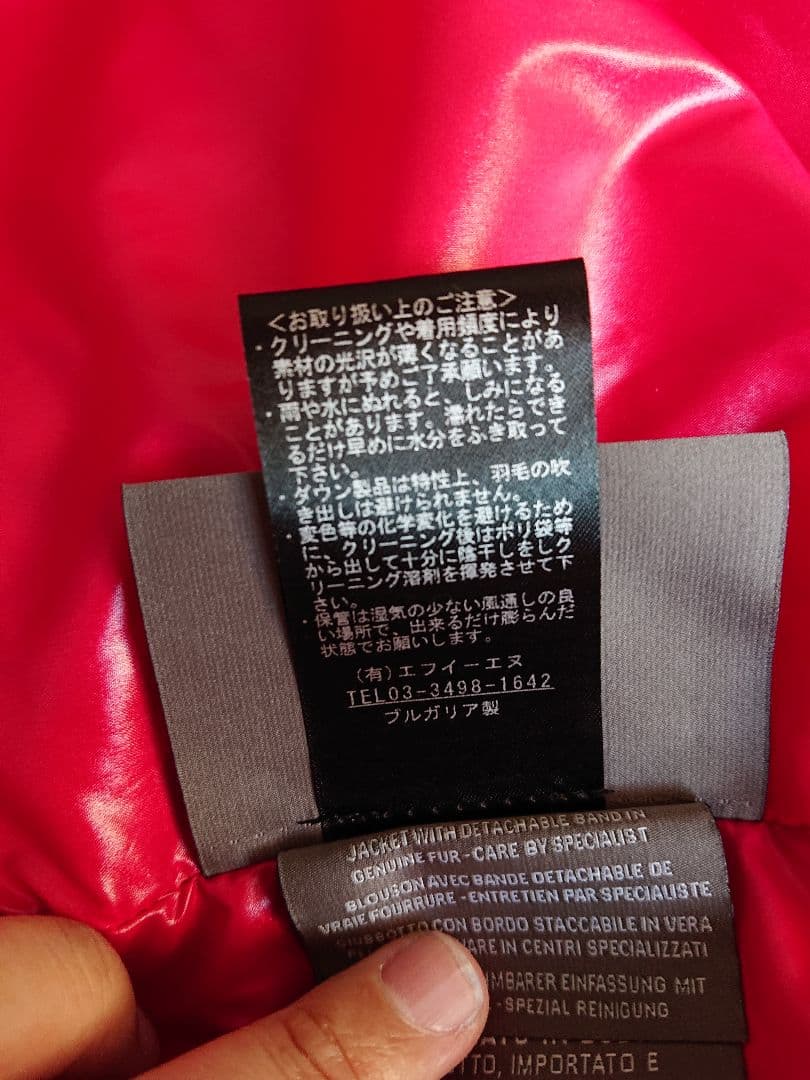 ＜お取り扱い上のご注意＞
・クリーニングや着用頻度により
素材の光沢が薄くなることがあ
りますが予めご了承願います。
・雨や水にぬれると、しみになる
ことがあります。濡れたらでき
るだけ早めに水分をふき取って
下さい。
・ダウン製品は特性上、羽毛の吹
き出しは避けられません。
・変色等の化学変化を避けるため
に、クリーニング後はポリ袋等
から出して十分に陰干しをしク
リーニング溶剤を揮発させて下
さい。
・保管は湿気の少ない風通しの良
い場所で、出来るだけ膨らんだ
状態でお願いします。
(有)エフイーエヌ
TEL03-3498-1642
ブルガリア製
JACKET WITH DETACHABLE BAND IN
GENUINE FUR - CARE BY SPECIALIST
BLOUSON AVEC BANDE DETACHABLE DE
VRAIE FOURRURE - ENTRETIEN PAR SPECIALISTE
GIUBBOTTO CON BORDO STACCABILE IN VERA
IN CENTRI SPECIALIZZATI
EINFASSUNG MIT
- SPEZIAL REINIGUNG
IMPORTATO E